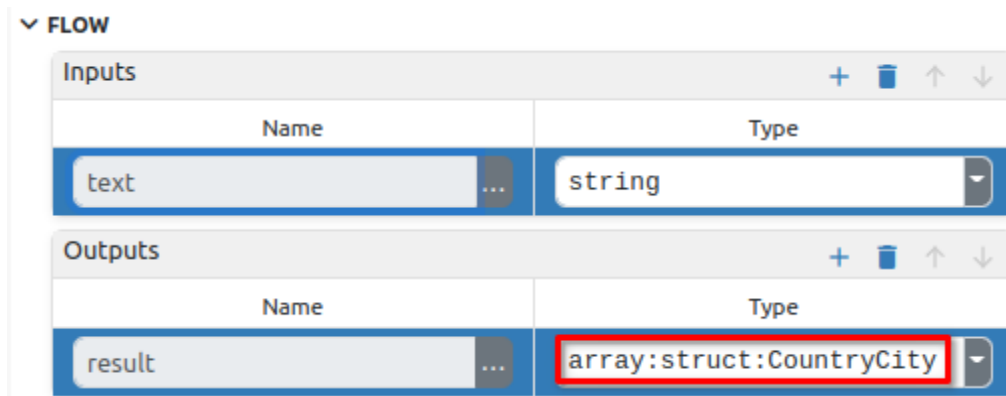 FLOW
Inputs
Name Type
text ... string
Outputs
Name Type
result ... array:struct:CountryCity